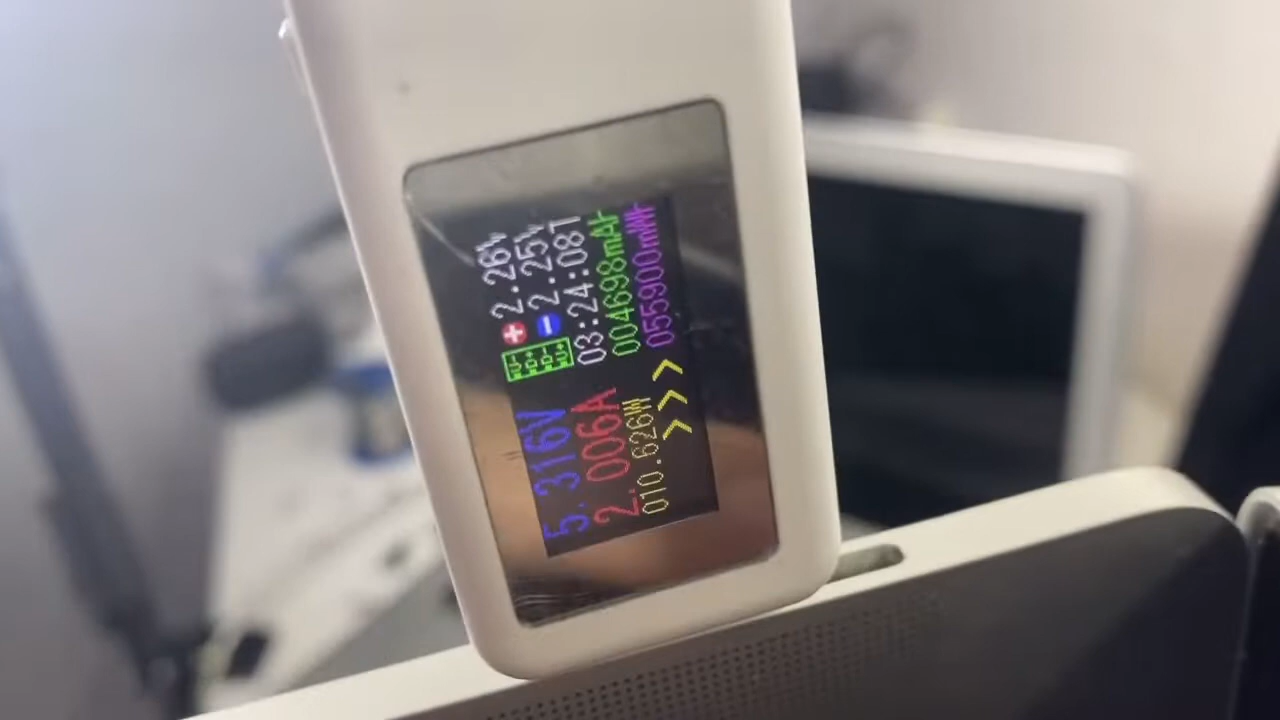 5.316V
2.006A
010.626W
>>>
U- D+ D- U+
+ 2.26V
- 2.25V
03:24:08T
004698mAh
055900mWh